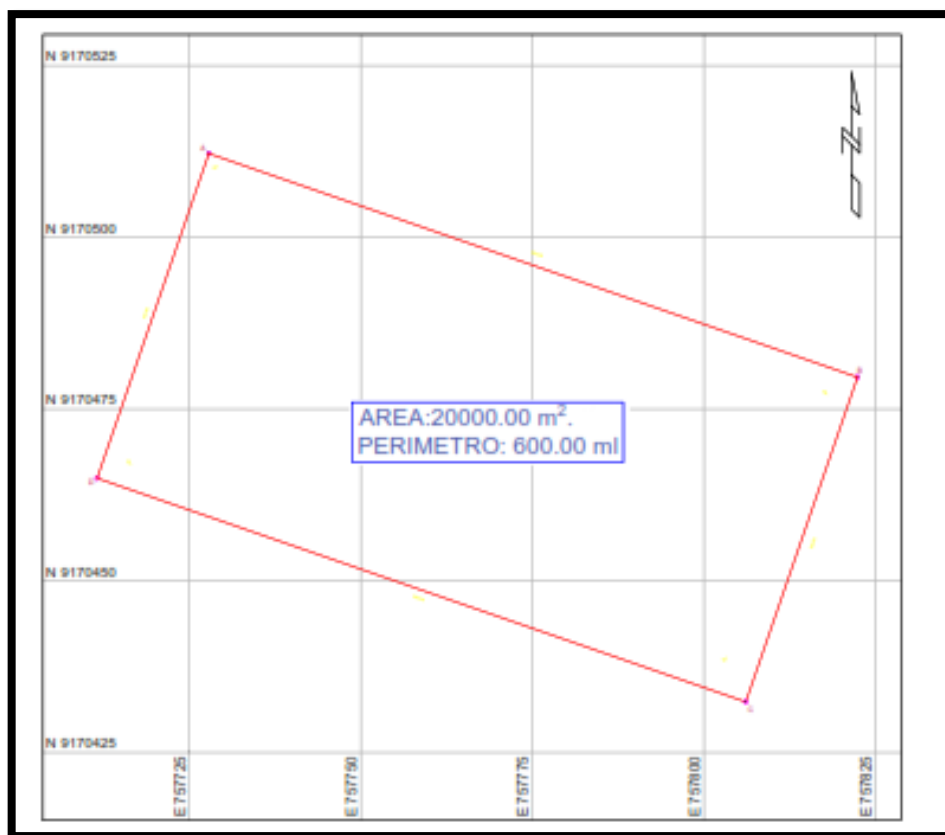 N 9170525
N 9170500
N 9170475
AREA:20000.00 m².
PERIMETRO: 600.00 ml
N 9170450
N 9170425
E 757725
E 757750
E 757775
E 757800
E 757825